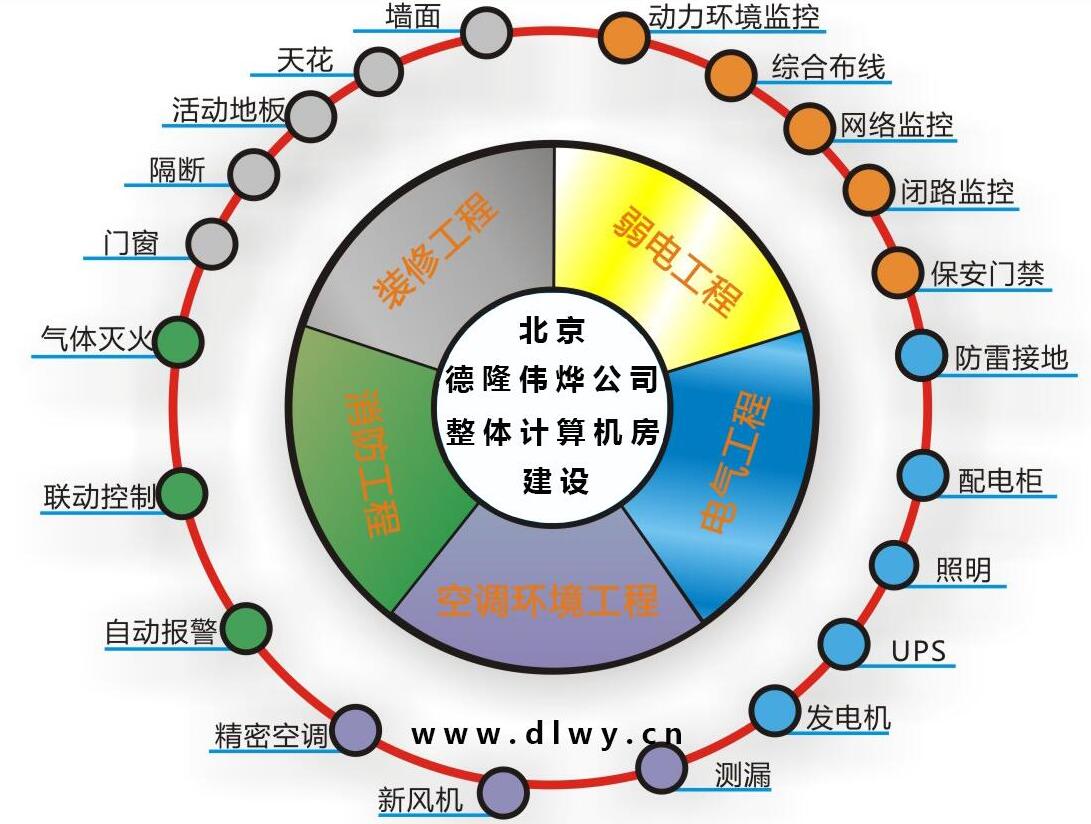 墙面
动力环境监控
天花
综合布线
活动地板
网络监控
隔断
闭路监控
门窗
保安门禁
装修工程
弱电工程
气体灭火
防雷接地
北京
德隆伟烨公司
整体计算机房
建设
消防工程
电气工程
联动控制
配电柜
照明
空调环境工程
自动报警
UPS
精密空调
www.dlwy.cn
发电机
新风机
测漏